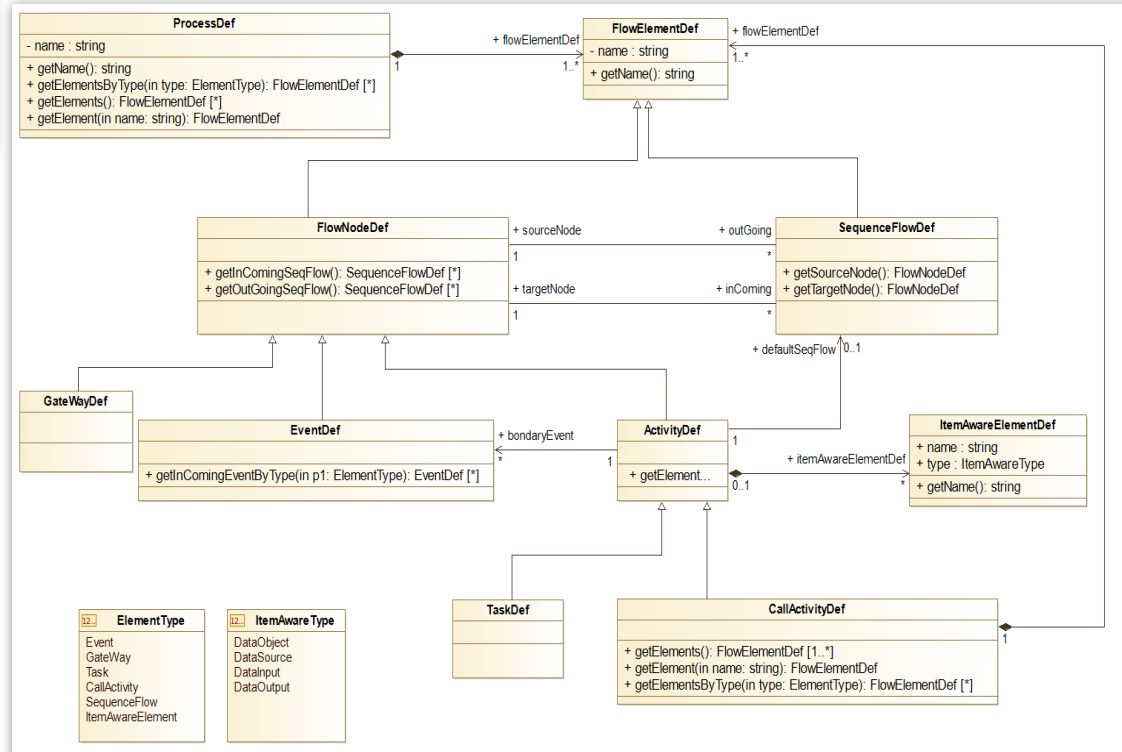 ProcessDef
- name : string
+ getName(): string
+ getElementsByType(in type: ElementType): FlowElementDef [*]
+ getElements(): FlowElementDef [*]
+ getElement(in name: string): FlowElementDef
1
+ flowElementDef
1..*
FlowElementDef
- name : string
+ getName(): string
+ flowElementDef
1..*
FlowNodeDef
+ getInComingSeqFlow(): SequenceFlowDef [*]
+ getOutGoingSeqFlow(): SequenceFlowDef [*]
+ sourceNode
1
+ outGoing
*
+ targetNode
1
+ inComing
*
SequenceFlowDef
+ getSourceNode(): FlowNodeDef
+ getTargetNode(): FlowNodeDef
+ defaultSeqFlow
0..1
GateWayDef
EventDef
+ getInComingEventByType(in p1: ElementType): EventDef [*]
+ bondaryEvent
*
1
ActivityDef
+ getElement...
1
+ itemAwareElementDef
0..1
*
ItemAwareElementDef
+ name : string
+ type : ItemAwareType
+ getName(): string
TaskDef
CallActivityDef
+ getElements(): FlowElementDef [1..*]
+ getElement(in name: string): FlowElementDef
+ getElementsByType(in type: ElementType): FlowElementDef [*]
1
12... ElementType
Event
GateWay
Task
CallActivity
SequenceFlow
ItemAwareElement
12... ItemAwareType
DataObject
DataSource
DataInput
DataOutput